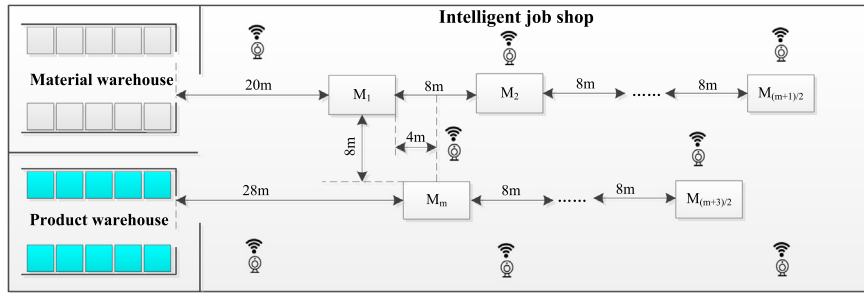 Intelligent job shop
Material warehouse
20m
M1
8m
M2
8m
......
8m
M(m+1)/2
8m
4m
Product warehouse
28m
Mm
8m
......
8m
M(m+3)/2